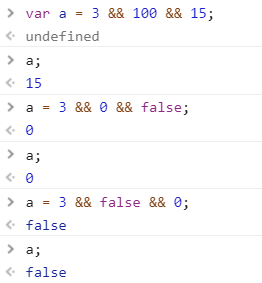 > var a = 3 && 100 && 15;
< undefined
> a;
< 15
> a = 3 && 0 && false;
< 0
> a;
< 0
> a = 3 && false && 0;
< false
> a;
< false